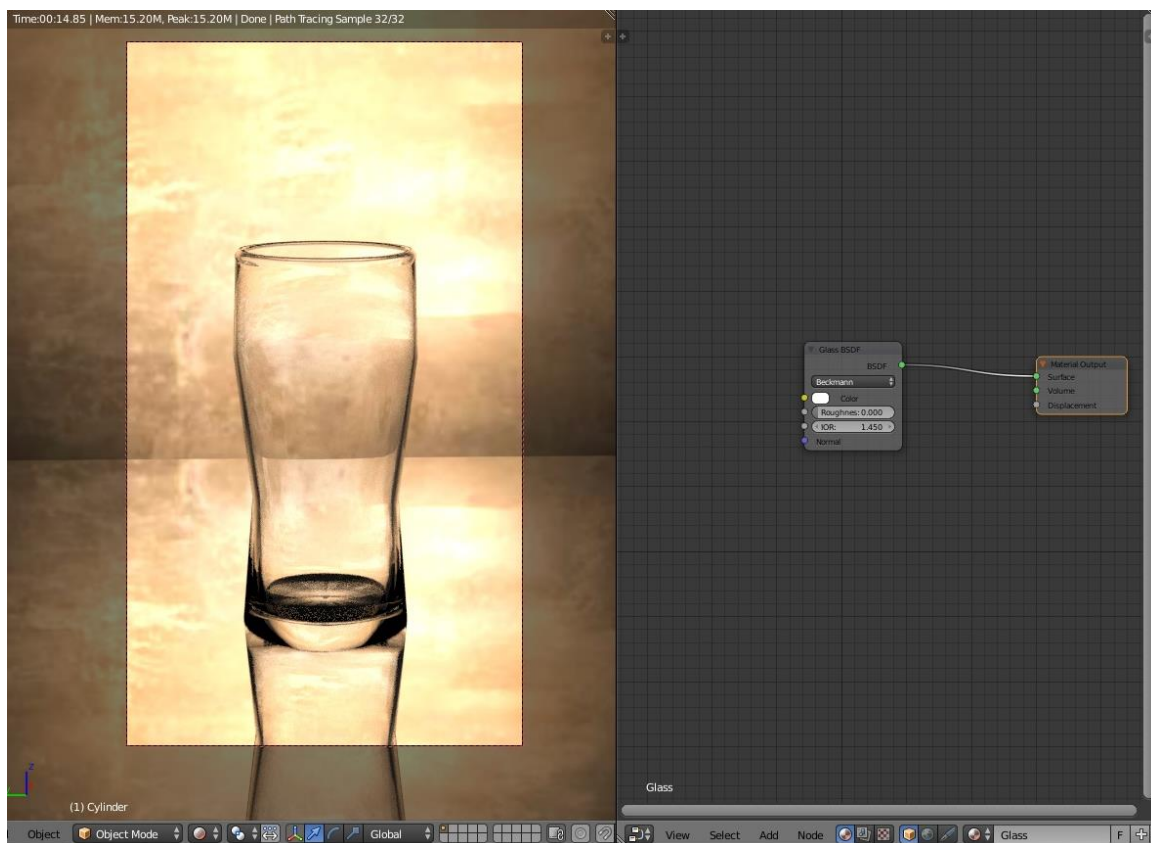 Time:00:14.85 | Mem:15.20M, Peak:15.20M | Done | Path Tracing Sample 32/32
Glass BSDF
BSDF
Beckmann
Color
Roughnes: 0.000
IOR: 1.450
Normal
Material Output
Surface
Volume
Displacement
Z
(1) Cylinder
Glass
Object Object Mode Global
View Select Add Node Glass F